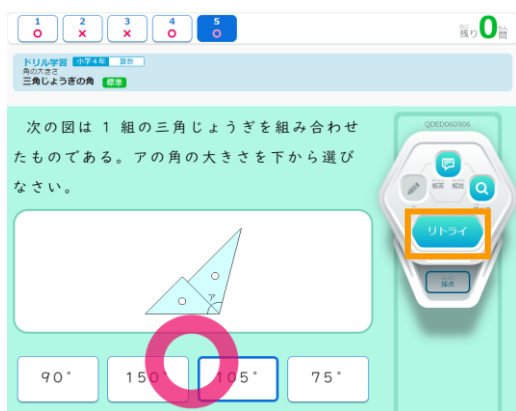 1 2 3 4 5
残り0問
ドリル学習 小学4年 算数
角の大きさ
三角じょうぎの角 標準
次の図は 1 組の三角じょうぎを組み合わせ
たものである。アの角の大きさを下から選び
なさい。
QDED060906
解答 解説
リトライ
採点
ア
90° 150° 105° 75°